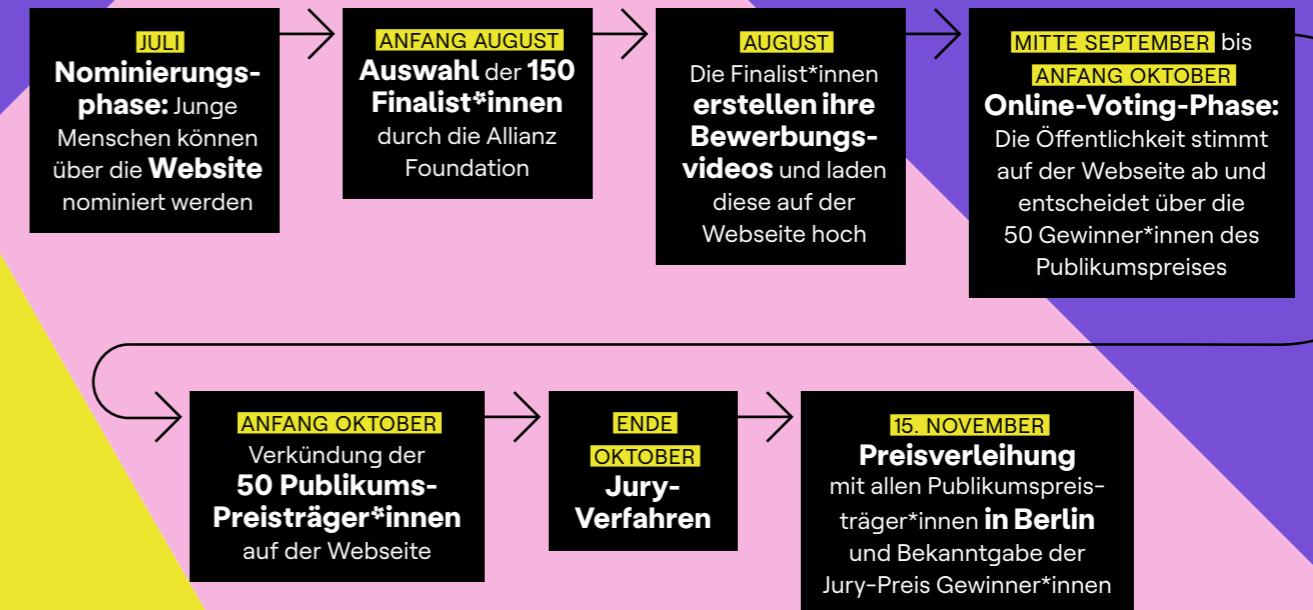 JULI
Nominierungs-
phase: Junge
Menschen können
über die Website
nominiert werden
ANFANG AUGUST
Auswahl der 150
Finalist*innen
durch die Allianz
Foundation
AUGUST
Die Finalist*innen
erstellen ihre
Bewerbungs-
videos und laden
diese auf der
Webseite hoch
MITTE SEPTEMBER bis
ANFANG OKTOBER
Online-Voting-Phase:
Die Öffentlichkeit stimmt
auf der Webseite ab und
entscheidet über die
50 Gewinner*innen des
Publikumspreises
ANFANG OKTOBER
Verkündung der
50 Publikums-
Preisträger*innen
auf der Webseite
ENDE
OKTOBER
Jury-
Verfahren
15. NOVEMBER
Preisverleihung
mit allen Publikumspreis-
träger*innen in Berlin
und Bekanntgabe der
Jury-Preis Gewinner*innen